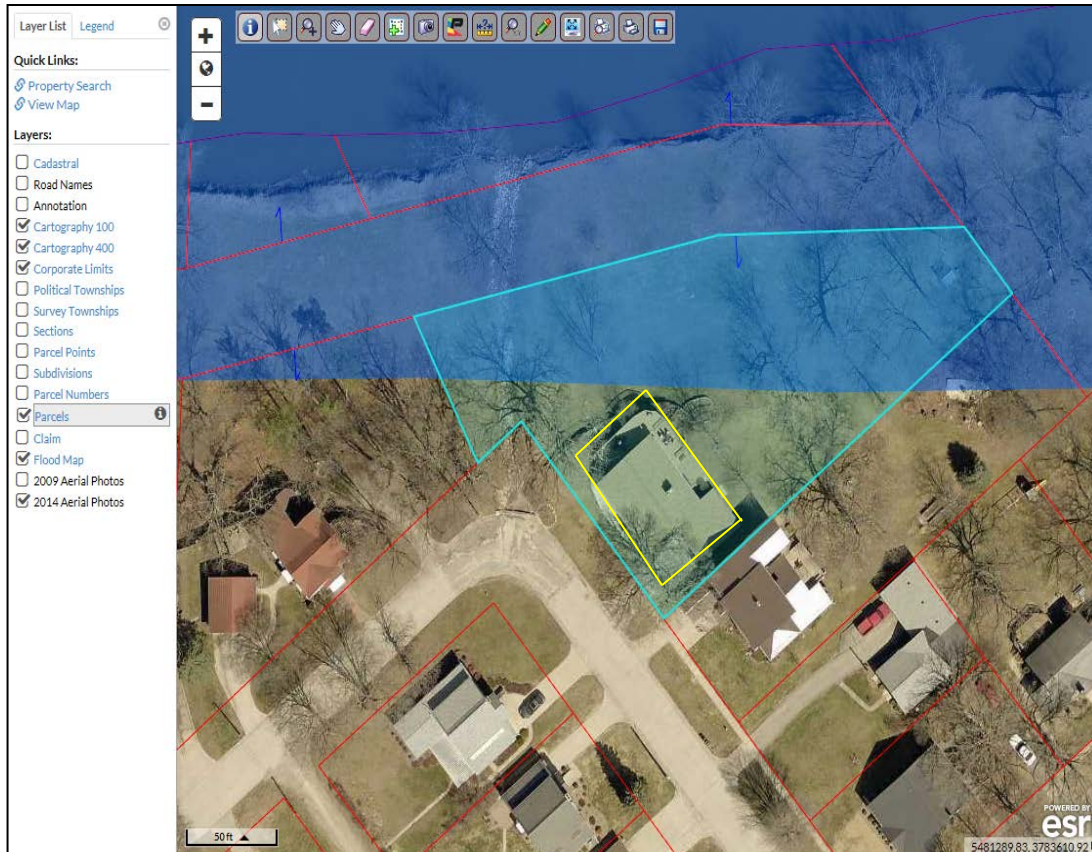 Layer List
Legend
Quick Links:
Property Search
View Map
Layers:
Cadastral
Road Names
Annotation
Cartography 100
Cartography 400
Corporate Limits
Political Townships
Survey Townships
Sections
Parcel Points
Subdivisions
Parcel Numbers
Parcels
Claim
Flood Map
2009 Aerial Photos
2014 Aerial Photos
50ft
POWERED BY
esr